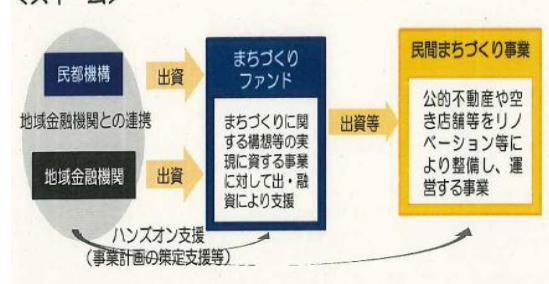 民都機構
出資
地域金融機関との連携
地域金融機関
出資
まちづくり
ファンド
まちづくりに関
する構想等の実
現に資する事業
に対して出・融
資により支援
出資等
民間まちづくり事業
公的不動産や空
き店舗等をリノ
ベーション等に
より整備し、運
営する事業
ハンズオン支援
(事業計画の策定支援等)